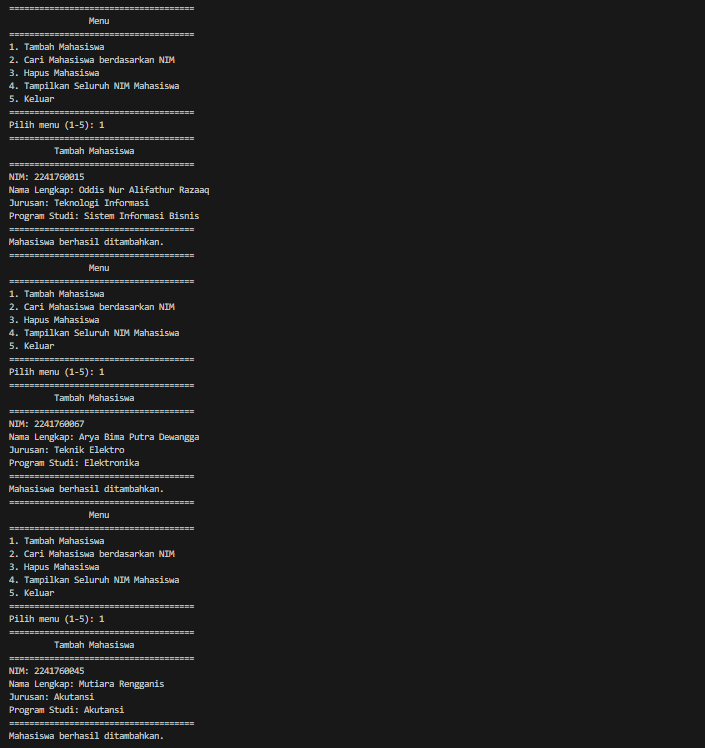 =====================================
Menu
=====================================
1. Tambah Mahasiswa
2. Cari Mahasiswa berdasarkan NIM
3. Hapus Mahasiswa
4. Tampilkan Seluruh NIM Mahasiswa
5. Keluar
=====================================
Pilih menu (1-5): 1
=====================================
Tambah Mahasiswa
=====================================
NIM: 2241760015
Nama Lengkap: Oddis Nur Alifathur Razaaq
Jurusan: Teknologi Informasi
Program Studi: Sistem Informasi Bisnis
=====================================
Mahasiswa berhasil ditambahkan.
=====================================
Menu
=====================================
1. Tambah Mahasiswa
2. Cari Mahasiswa berdasarkan NIM
3. Hapus Mahasiswa
4. Tampilkan Seluruh NIM Mahasiswa
5. Keluar
=====================================
Pilih menu (1-5): 1
=====================================
Tambah Mahasiswa
=====================================
NIM: 2241760067
Nama Lengkap: Arya Bima Putra Dewangga
Jurusan: Teknik Elektro
Program Studi: Elektronika
=====================================
Mahasiswa berhasil ditambahkan.
=====================================
Menu
=====================================
1. Tambah Mahasiswa
2. Cari Mahasiswa berdasarkan NIM
3. Hapus Mahasiswa
4. Tampilkan Seluruh NIM Mahasiswa
5. Keluar
=====================================
Pilih menu (1-5): 1
=====================================
Tambah Mahasiswa
=====================================
NIM: 2241760045
Nama Lengkap: Mutiara Rengganis
Jurusan: Akutansi
Program Studi: Akutansi
=====================================
Mahasiswa berhasil ditambahkan.